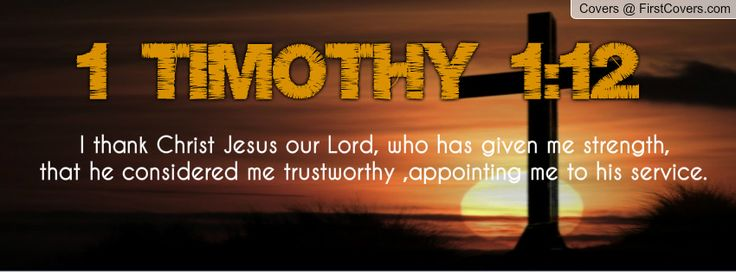 Covers @ FirstCovers.com
1 TIMOTHY 1:12
I thank Christ Jesus our Lord, who has given me strength,
that he considered me trustworthy ,appointing me to his service.